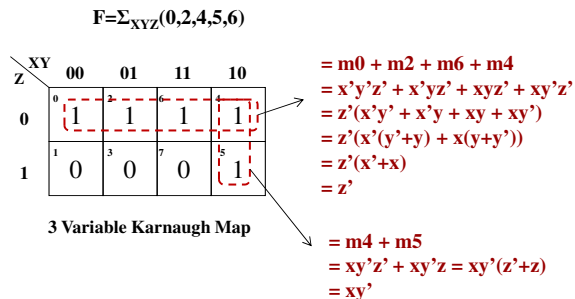 F=Σ_XYZ(0,2,4,5,6)
XY
Z
00 01 11 10
0 2 6 4
0 1 1 1 1
1 3 7 5
1 0 0 0 1
3 Variable Karnaugh Map
= m0 + m2 + m6 + m4
= x’y’z’ + x’yz’ + xyz’ + xy’z’
= z’(x’y’ + x’y + xy + xy’)
= z’(x’(y’+y) + x(y+y’))
= z’(x’+x)
= z’
= m4 + m5
= xy’z’ + xy’z = xy’(z’+z)
= xy’